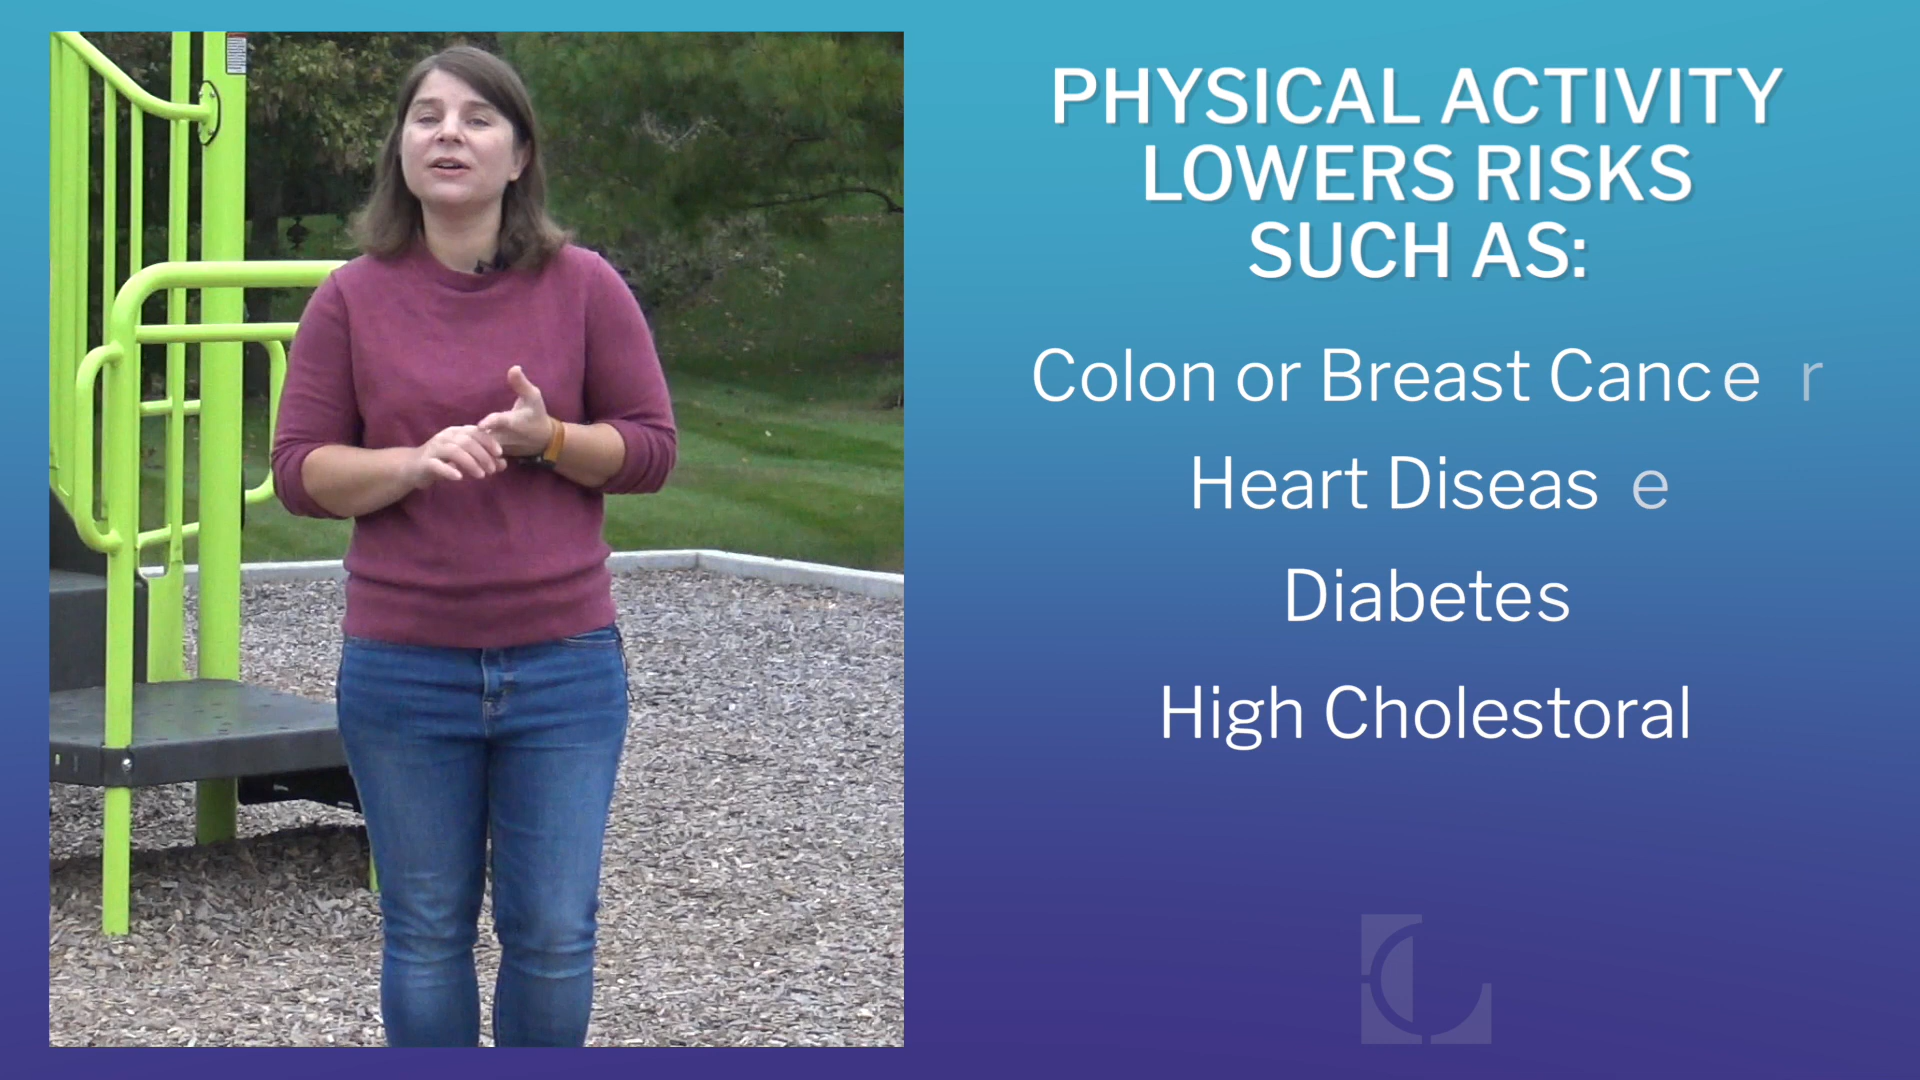 PHYSICAL ACTIVITY
LOWERS RISKS
SUCH AS:
Colon or Breast Cancer
Heart Disease
Diabetes
High Cholestoral